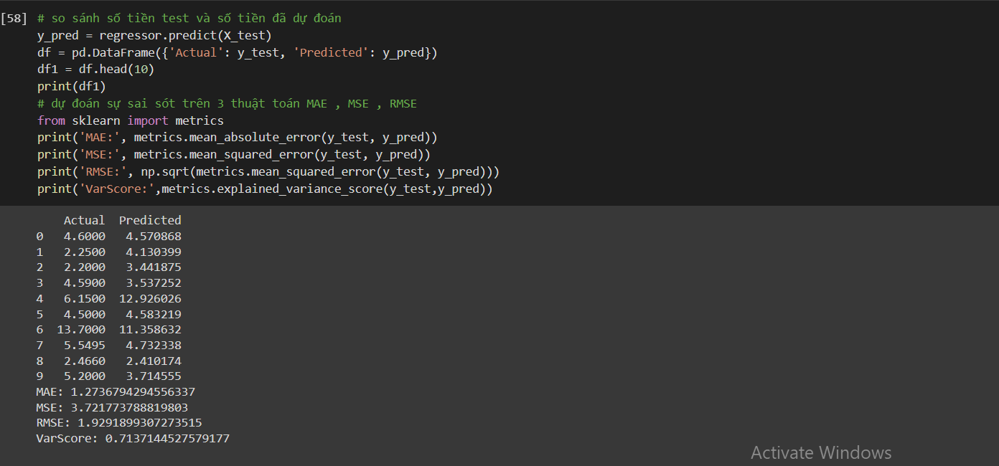 [58] # so sánh số tiền test và số tiền đã dự đoán
y_pred = regressor.predict(X_test)
df = pd.DataFrame({'Actual': y_test, 'Predicted': y_pred})
df1 = df.head(10)
print(df1)
# dự đoán sự sai sót trên 3 thuật toán MAE , MSE , RMSE
from sklearn import metrics
print('MAE:', metrics.mean_absolute_error(y_test, y_pred))
print('MSE:', metrics.mean_squared_error(y_test, y_pred))
print('RMSE:', np.sqrt(metrics.mean_squared_error(y_test, y_pred)))
print('VarScore:',metrics.explained_variance_score(y_test,y_pred))
Actual Predicted
0 4.6000 4.570868
1 2.2500 4.130399
2 2.2000 3.441875
3 4.5900 3.537252
4 6.1500 12.926026
5 4.5000 4.583219
6 13.7000 11.358632
7 5.5495 4.732338
8 2.4660 2.410174
9 5.2000 3.714555
MAE: 1.2736794294556337
MSE: 3.721773788819803
RMSE: 1.9291899307273515
VarScore: 0.7137144527579177
Activate Windows